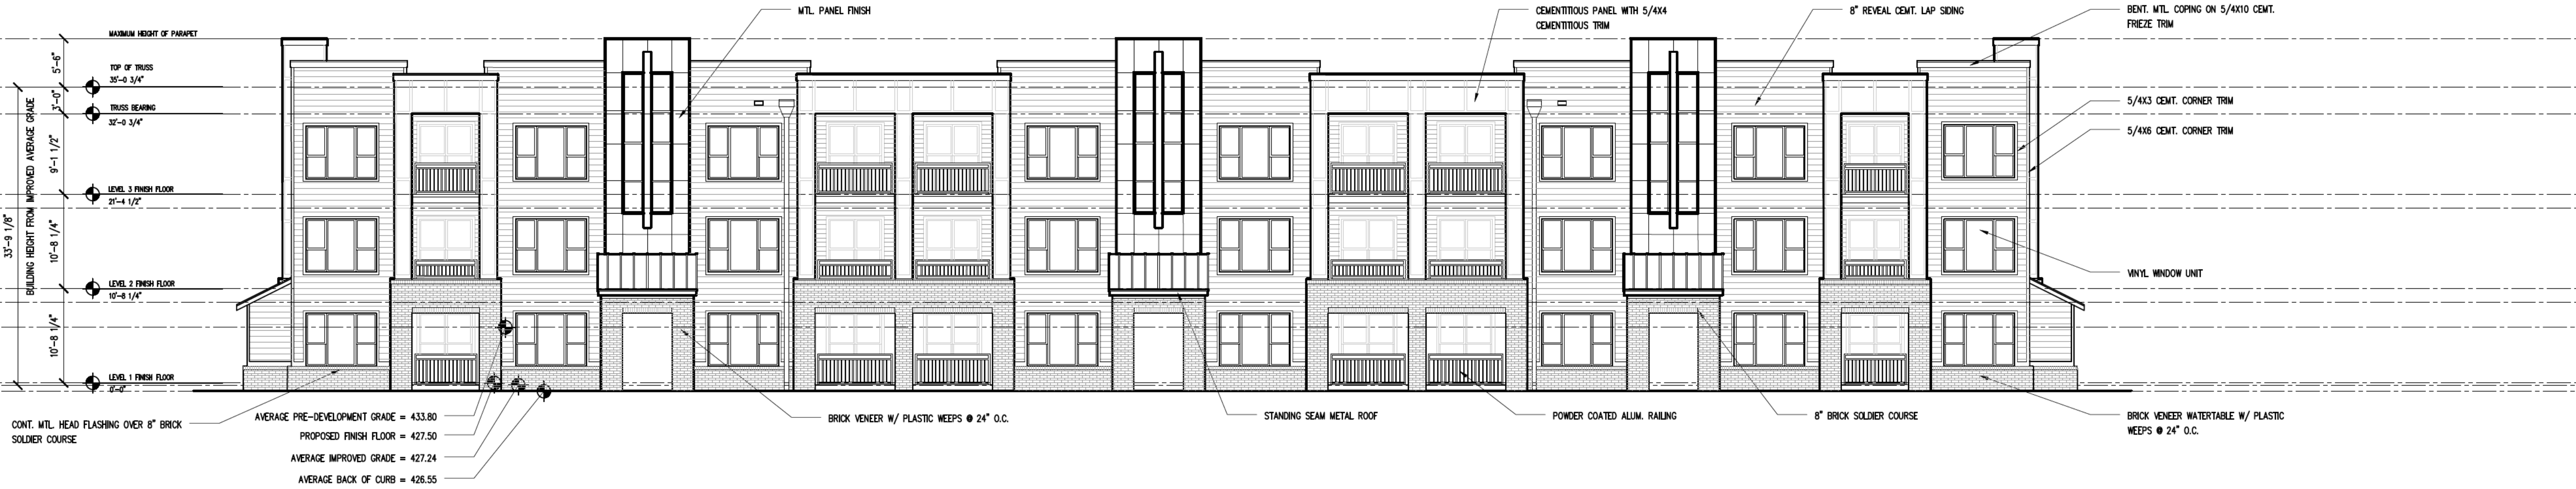 MTL. PANEL FINISH
CEMENTITIOUS PANEL WITH 5/4X4
CEMENTITIOUS TRIM
8" REVEAL CEMT. LAP SIDING
BENT. MTL. COPING ON 5/4X10 CEMT.
FRIEZE TRIM
MAXIMUM HEIGHT OF PARAPET
5'-6"
TOP OF TRUSS
35'-0 3/4"
3'-0"
TRUSS BEARING
32'-0 3/4"
5/4X3 CEMT. CORNER TRIM
5/4X6 CEMT. CORNER TRIM
9'-1 1/2"
LEVEL 3 FINISH FLOOR
21'-4 1/2"
33'-9 1/8"
BUILDING HEIGHT FROM IMPROVED AVERAGE GRADE
10'-8 1/4"
VINYL WINDOW UNIT
LEVEL 2 FINISH FLOOR
10'-8 1/4"
10'-8 1/4"
LEVEL 1 FINISH FLOOR
0'-0"
CONT. MTL. HEAD FLASHING OVER 8" BRICK
SOLDIER COURSE
AVERAGE PRE-DEVELOPMENT GRADE = 433.80
PROPOSED FINISH FLOOR = 427.50
AVERAGE IMPROVED GRADE = 427.24
AVERAGE BACK OF CURB = 426.55
BRICK VENEER W/ PLASTIC WEEPS @ 24" O.C.
STANDING SEAM METAL ROOF
POWDER COATED ALUM. RAILING
8" BRICK SOLDIER COURSE
BRICK VENEER WATERTABLE W/ PLASTIC
WEEPS @ 24" O.C.